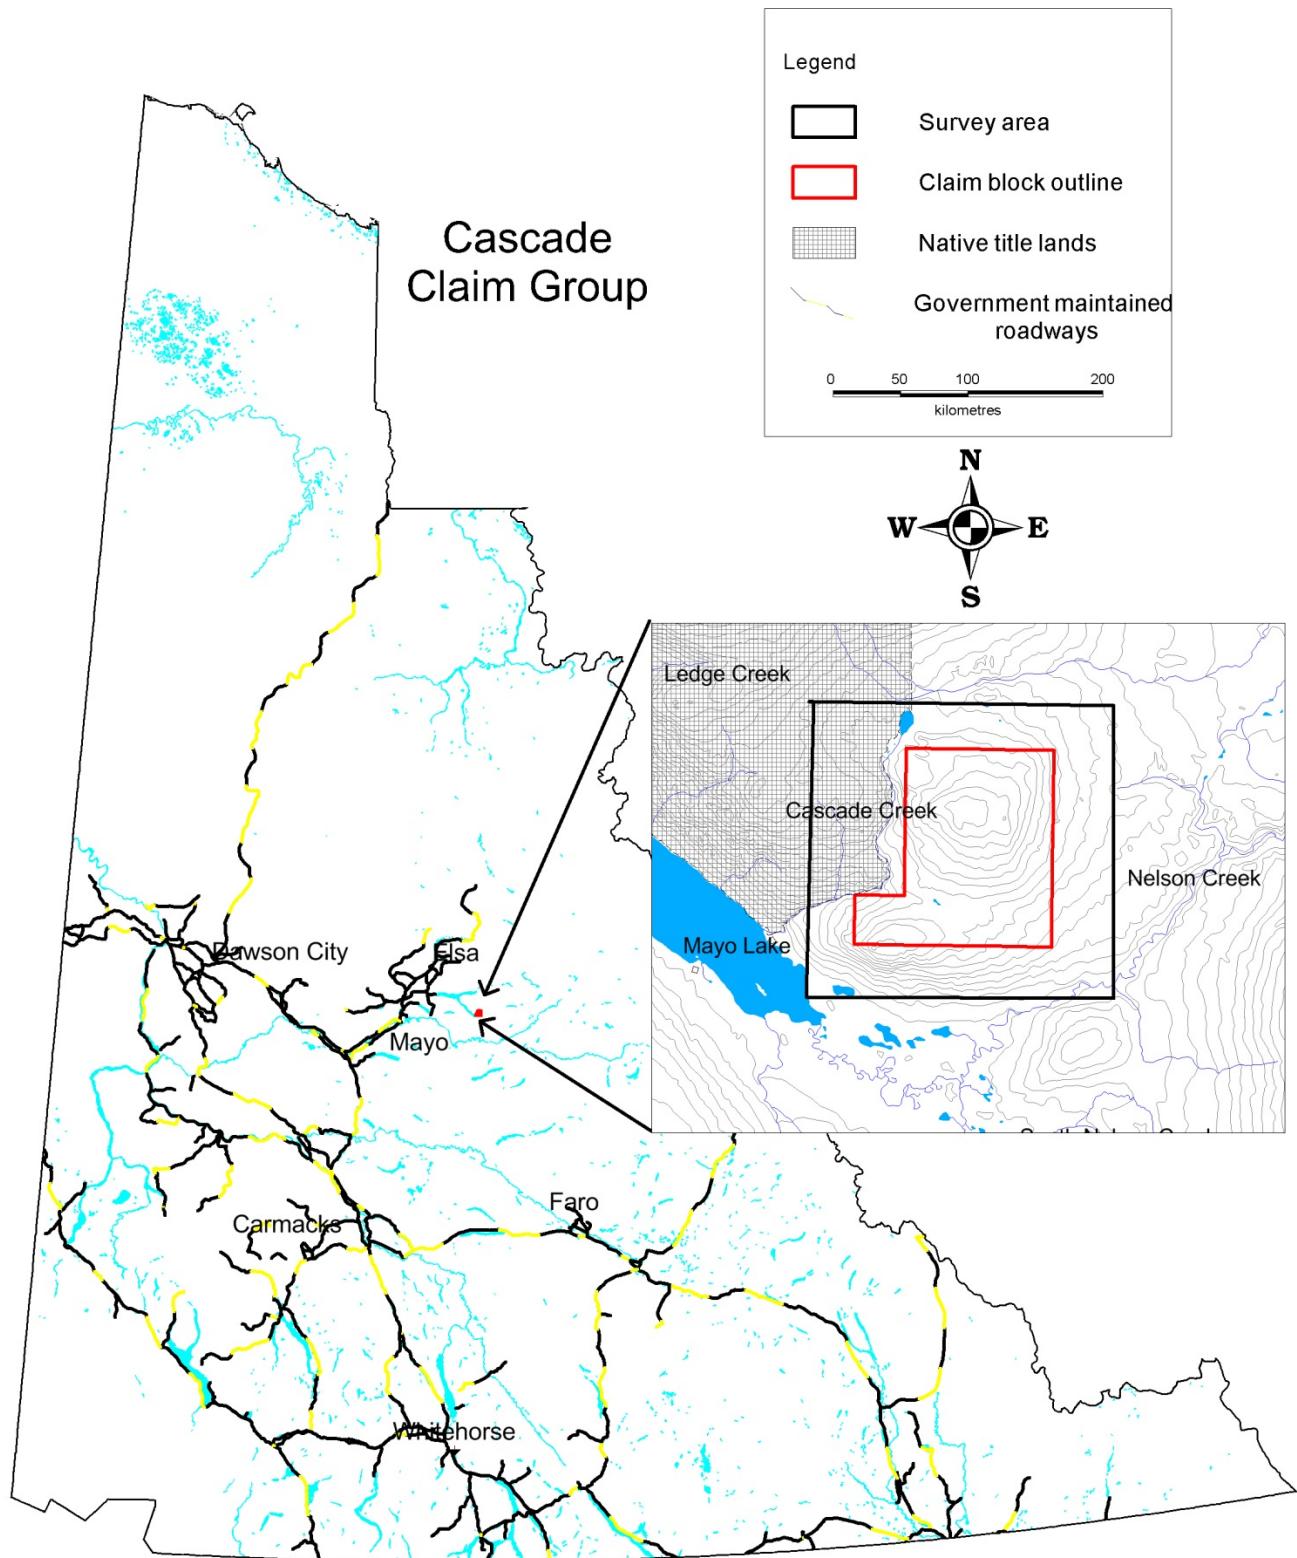 Legend
Survey area
Claim block outline
Native title lands
Government maintained
roadways
0 50 100 200
kilometres
Cascade
Claim Group
N
W E
S
Ledge Creek
Cascade Creek
Nelson Creek
Mayo Lake
Dawson City
Elsa
Mayo
Faro
Carmacks
Whitehorse